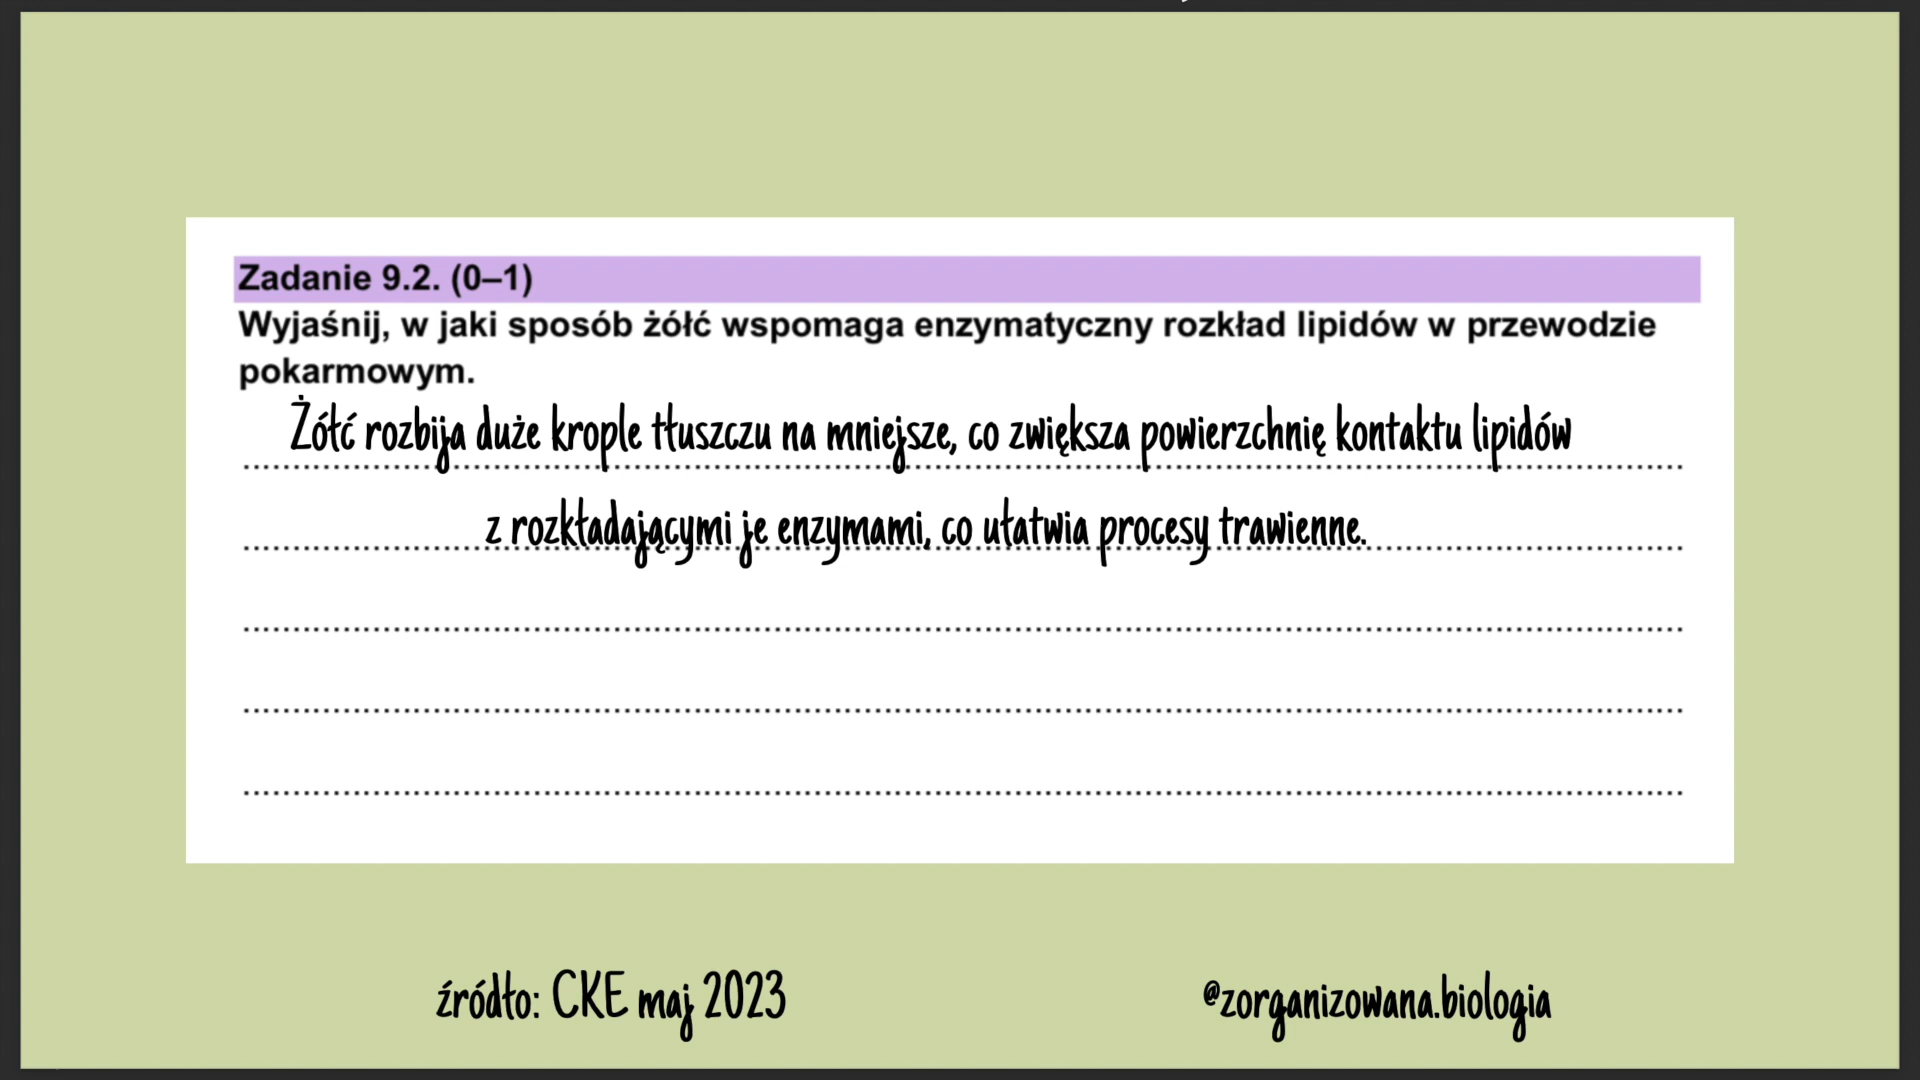 Zadanie 9.2. (0–1)
Wyjaśnij, w jaki sposób żółć wspomaga enzymatyczny rozkład lipidów w przewodzie
pokarmowym.
Żółć rozbija duże krople tłuszczu na mniejsze, co zwiększa powierzchnię kontaktu lipidów
z rozkładającymi je enzymami, co ułatwia procesy trawienne.
źródło: CKE maj 2023
@zorganizowana.biologia